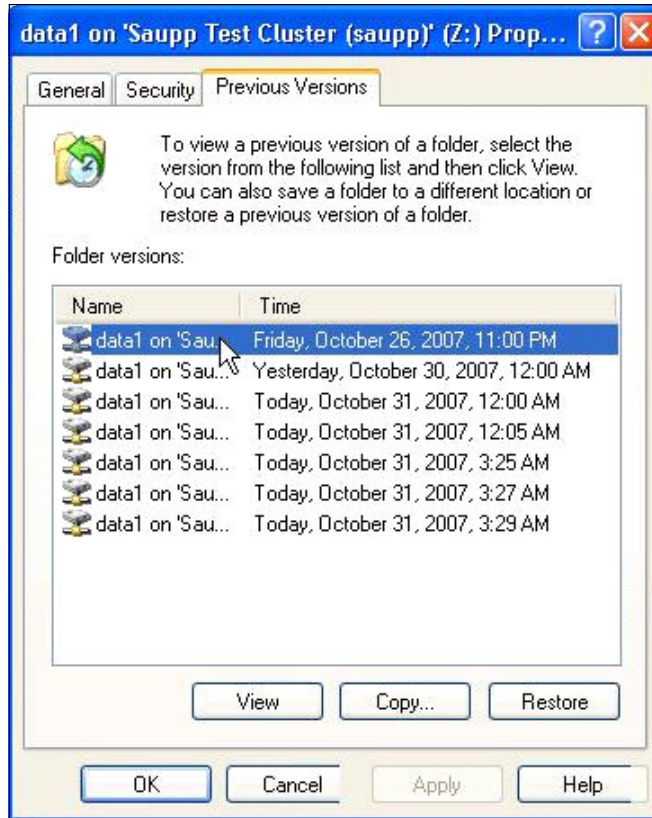 data1 on 'Saupp Test Cluster (saupp)' (Z:) Prop...
General Security Previous Versions
To view a previous version of a folder, select the
version from the following list and then click View.
You can also save a folder to a different location or
restore a previous version of a folder.
Folder versions:
Name Time
data1 on 'Sau... Friday, October 26, 2007, 11:00 PM
data1 on 'Sau... Yesterday, October 30, 2007, 12:00 AM
data1 on 'Sau... Today, October 31, 2007, 12:00 AM
data1 on 'Sau... Today, October 31, 2007, 12:05 AM
data1 on 'Sau... Today, October 31, 2007, 3:25 AM
data1 on 'Sau... Today, October 31, 2007, 3:27 AM
data1 on 'Sau... Today, October 31, 2007, 3:29 AM
View Copy... Restore
OK Cancel Apply Help